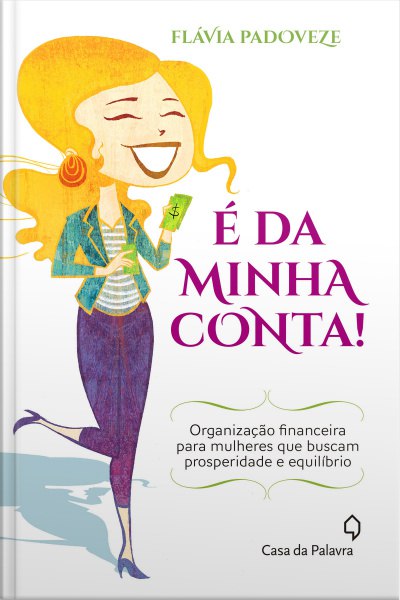 FLÁVIA PADOVEZE
$
É DA
MINHA
CONTA!
Organização financeira
para mulheres que buscam
prosperidade e equilíbrio
Casa da Palavra